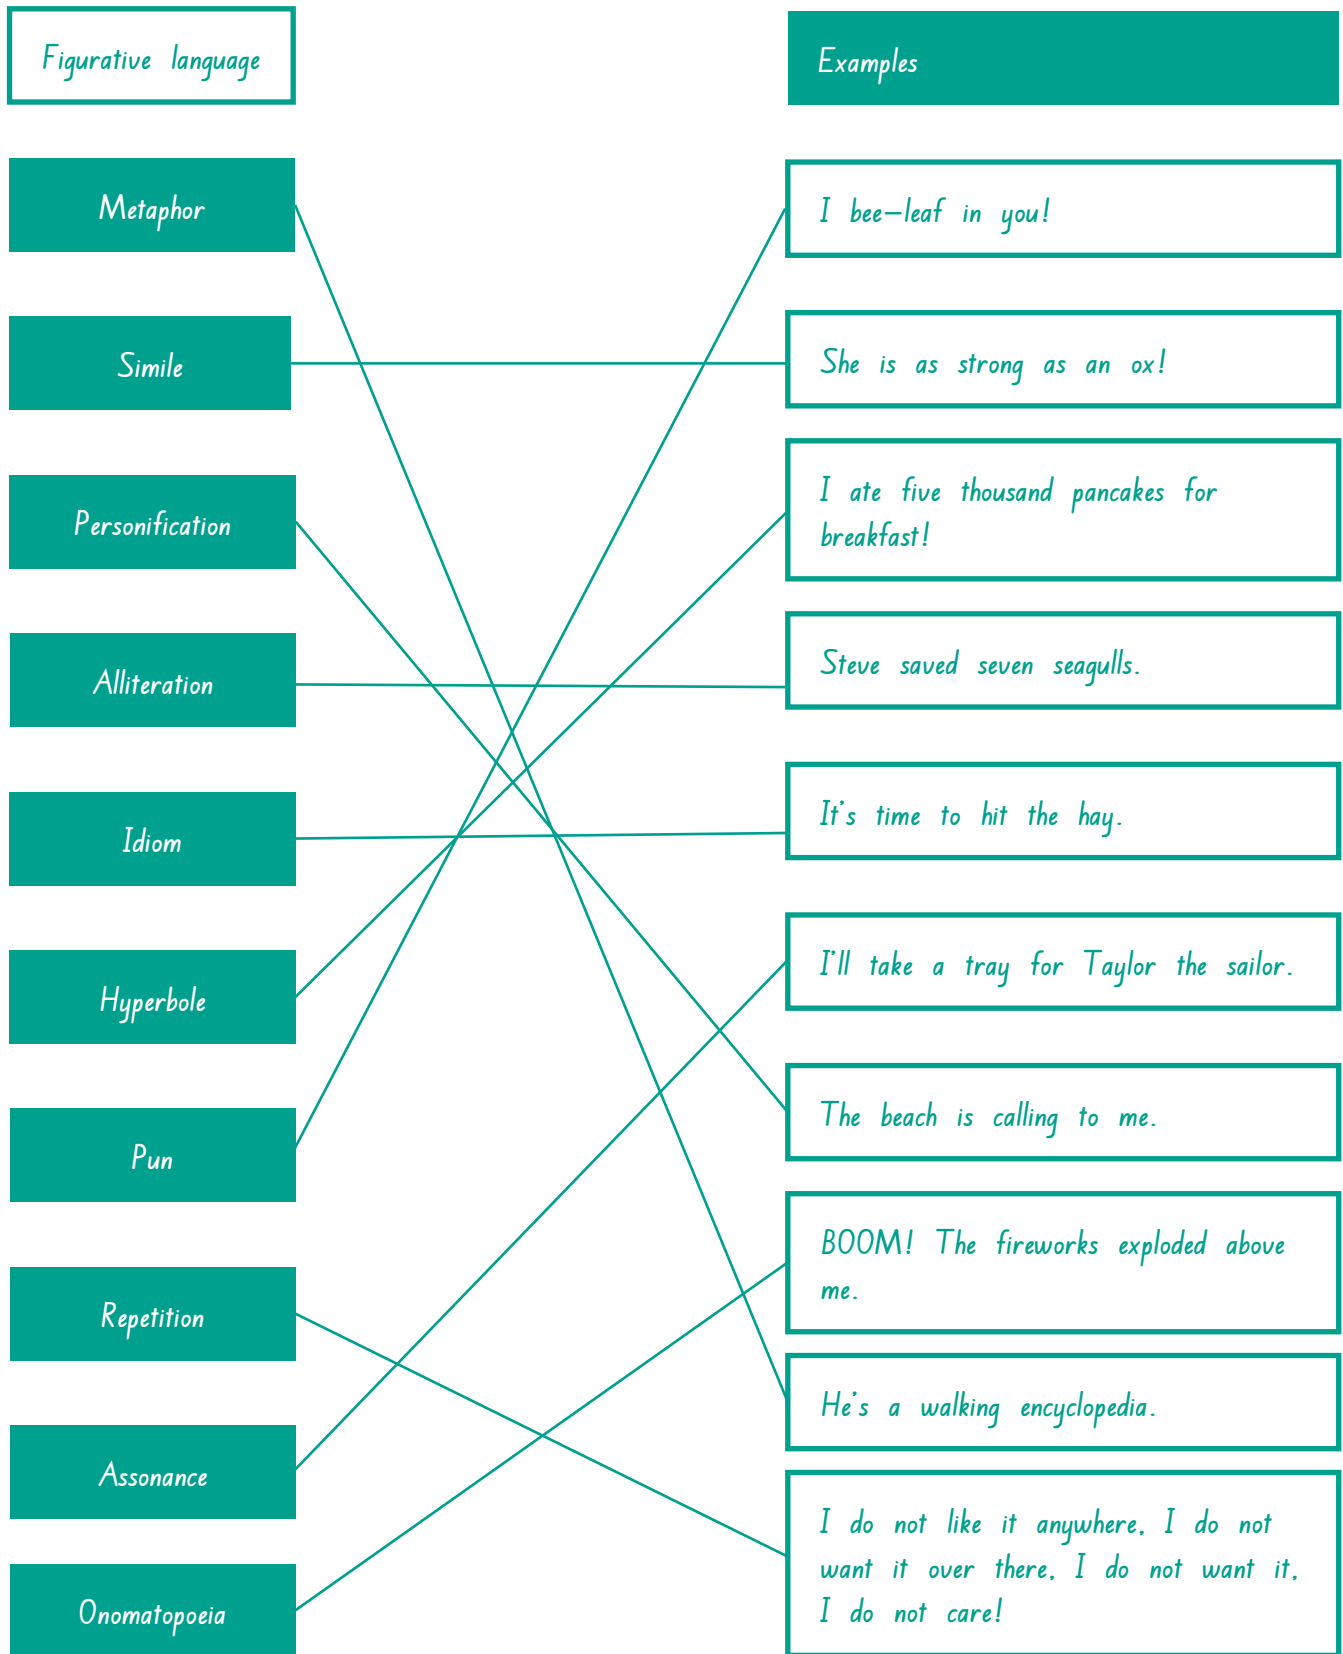 Figurative language
Examples
Metaphor
I bee–leaf in you!
Simile
She is as strong as an ox!
Personification
I ate five thousand pancakes for
breakfast!
Alliteration
Steve saved seven seagulls.
Idiom
It's time to hit the hay.
Hyperbole
I'll take a tray for Taylor the sailor.
Pun
The beach is calling to me.
Repetition
BOOM! The fireworks exploded above
me.
Assonance
He's a walking encyclopedia.
Onomatopoeia
I do not like it anywhere, I do not
want it over there, I do not want it,
I do not care!